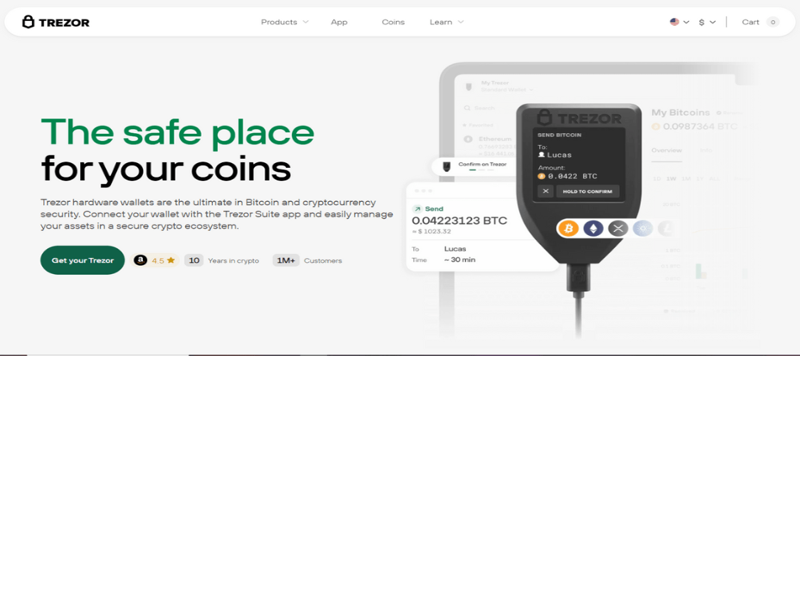 TREZOR
Products
App
Coins
Learn
$
Cart
0
The safe place
for your coins
Trezor hardware wallets are the ultimate in Bitcoin and cryptocurrency
security. Connect your wallet with the Trezor Suite app and easily manage
your assets in a secure crypto ecosystem.
Get your Trezor
a
4.5
10
Years in crypto
1M+
Customers
My Trezor
Ethereum
Confirm on Trezor
Send
0.04223123 BTC
≈ $ 1023.32
To
Lucas
Time
~ 30 min
TREZOR
SEND BITCOIN
To:
Lucas
Amount:
0.0422 BTC
HOLD TO CONFIRM
My Bitcoins
0.0987364 BTC
Overview